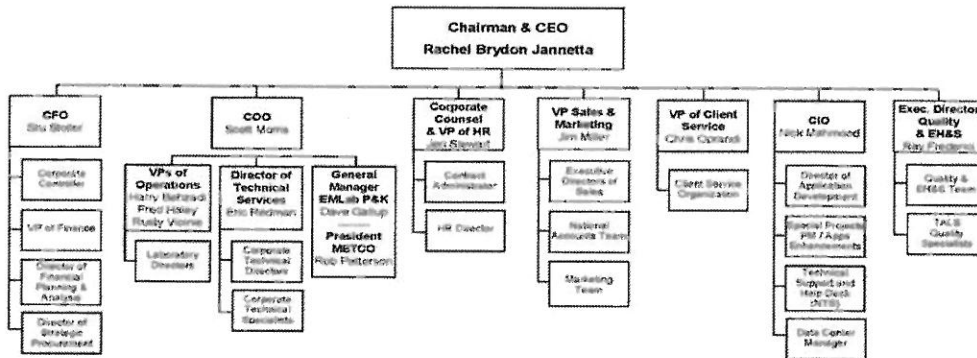 Chairman & CEO
Rachel Brydon Jannetta
CFO
Stu Stoller
COO
Scott Morris
Corporate
Counsel
& VP of HR
Jen Stewart
VP Sales &
Marketing
Jim Miller
VP of Client
Service
Chris Oprandi
CIO
Nick Mahmood
Exec. Director
Quality
& EH&S
Ray Frederici
Corporate
Controller
VP of Finance
Director of
Financial
Planning &
Analysis
Director of
Strategic
Procurement
VPs of
Operations
Harry Behzadi
Fred Haley
Rusty Vicinie
Laboratory
Directors
Director of
Technical
Services
Eric Redman
Corporate
Technical
Directors
Corporate
Technical
Specialists
General
Manager
EMLab P&K
Dave Gallup
President
METCO
Rob Patterson
Contract
Administrator
HR Director
Executive
Directors of
Sales
National
Accounts Team
Marketing
Team
Client Service
Organization
Director of
Application
Development
Special Projects
PM / Apps
Enhancements
Technical
Support and
Help Desk
(NTS)
Data Center
Manager
Quality &
EH&S Team
TALS
Quality
Specialists